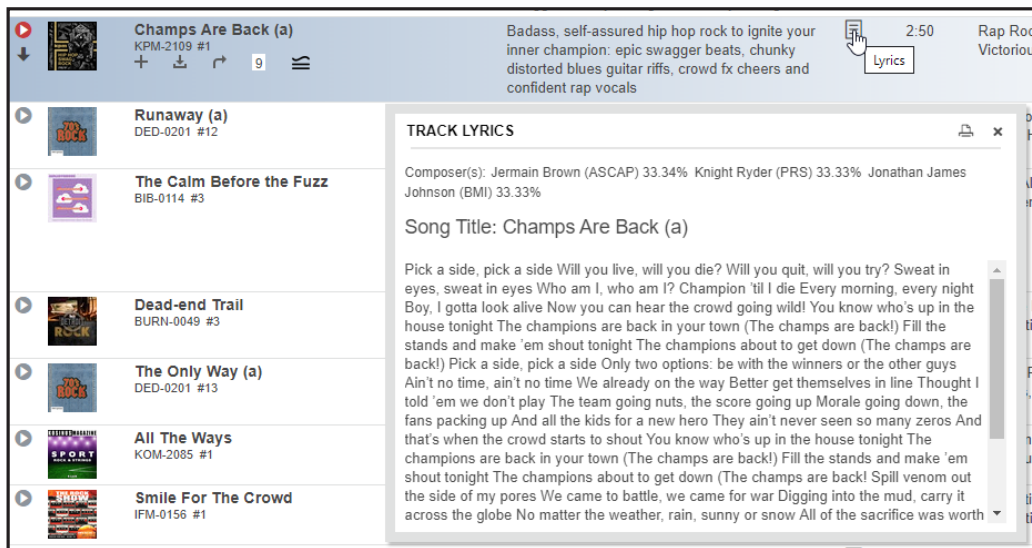 Champs Are Back (a)
KPM-2109 #1
9
Badass, self-assured hip hop rock to ignite your
inner champion: epic swagger beats, chunky
distorted blues guitar riffs, crowd fx cheers and
confident rap vocals
2:50
Lyrics
Runaway (a)
DED-0201 #12
70's
ROCK
The Calm Before the Fuzz
BIB-0114 #3
Dead-end Trail
BURN-0049 #3
DETROIT
ROCK
The Only Way (a)
DED-0201 #13
70's
ROCK
All The Ways
KOM-2085 #1
SPORT
ROCK & STRINGS
Smile For The Crowd
IFM-0156 #1
TRACK LYRICS
Composer(s): Jermain Brown (ASCAP) 33.34% Knight Ryder (PRS) 33.33% Jonathan James
Johnson (BMI) 33.33%
Song Title: Champs Are Back (a)
Pick a side, pick a side Will you live, will you die? Will you quit, will you try? Sweat in
eyes, sweat in eyes Who am I, who am I? Champion 'til I die Every morning, every night
Boy, I gotta look alive Now you can hear the crowd going wild! You know who's up in the
house tonight The champions are back in your town (The champs are back!) Fill the
stands and make 'em shout tonight The champions about to get down (The champs are
back!) Pick a side, pick a side Only two options: be with the winners or the other guys
Ain't no time, ain't no time We already on the way Better get themselves in line Thought I
told 'em we don't play The team going nuts, the score going up Morale going down, the
fans packing up And all the kids for a new hero They ain't never seen so many zeros And
that's when the crowd starts to shout You know who's up in the house tonight The
champions are back in your town (The champs are back!) Fill the stands and make 'em
shout tonight The champions about to get down (The champs are back! Spill venom out
the side of my pores We came to battle, we came for war Digging into the mud, carry it
across the globe No matter the weather, rain, sunny or snow All of the sacrifice was worth